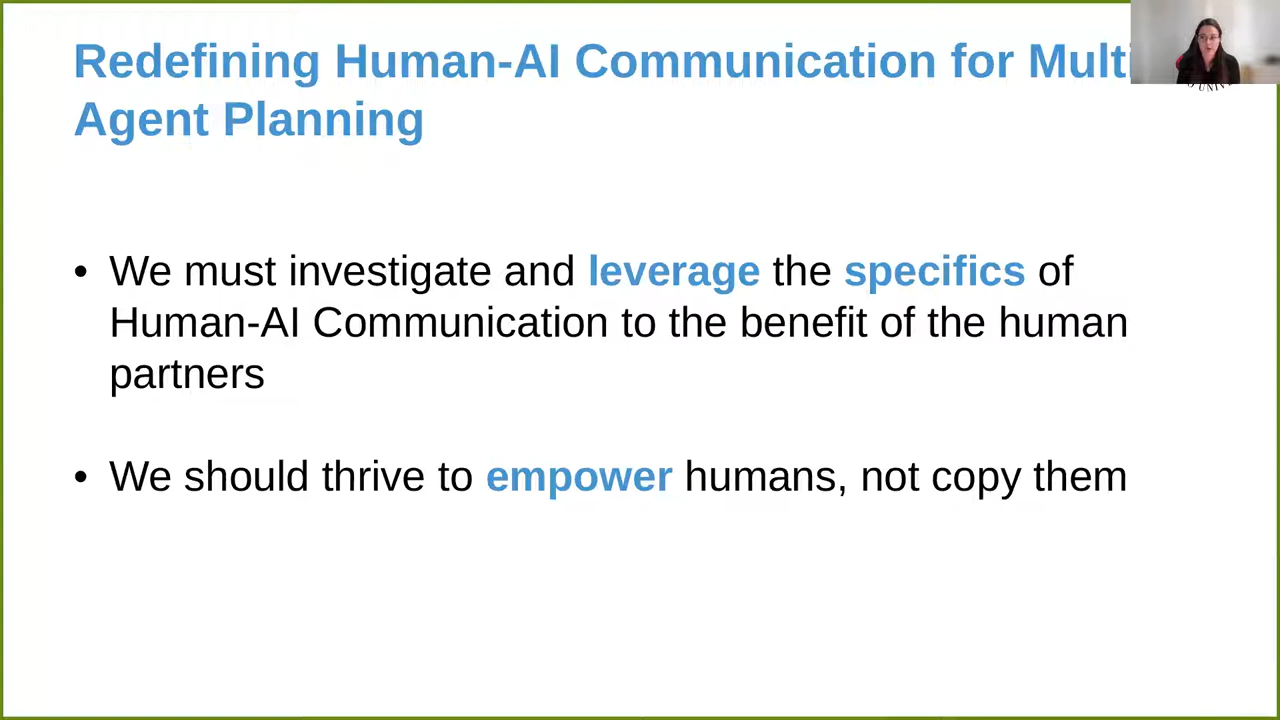 Redefining Human-AI Communication for Multi
Agent Planning
• We must investigate and leverage the specifics of
Human-AI Communication to the benefit of the human
partners
• We should thrive to empower humans, not copy them